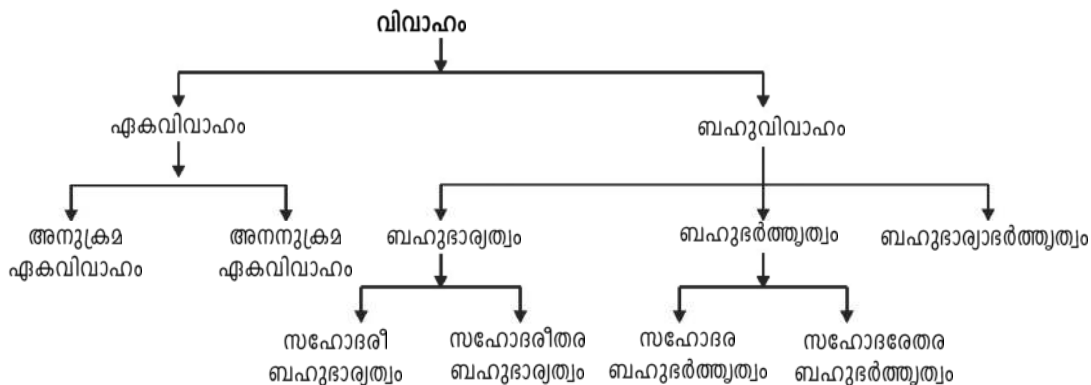 വിവാഹം
ഏകവിവാഹം
ബഹുവിവാഹം
അനുക്രമ
ഏകവിവാഹം
അനനുക്രമ
ഏകവിവാഹം
ബഹുഭാര്യത്വം
ബഹുഭർത്തൃത്വം
ബഹുഭാര്യാഭർത്തൃത്വം
സഹോദരീ
ബഹുഭാര്യത്വം
സഹോദരീതര
ബഹുഭാര്യത്വം
സഹോദര
ബഹുഭർത്തൃത്വം
സഹോദരേതര
ബഹുഭർത്തൃത്വം